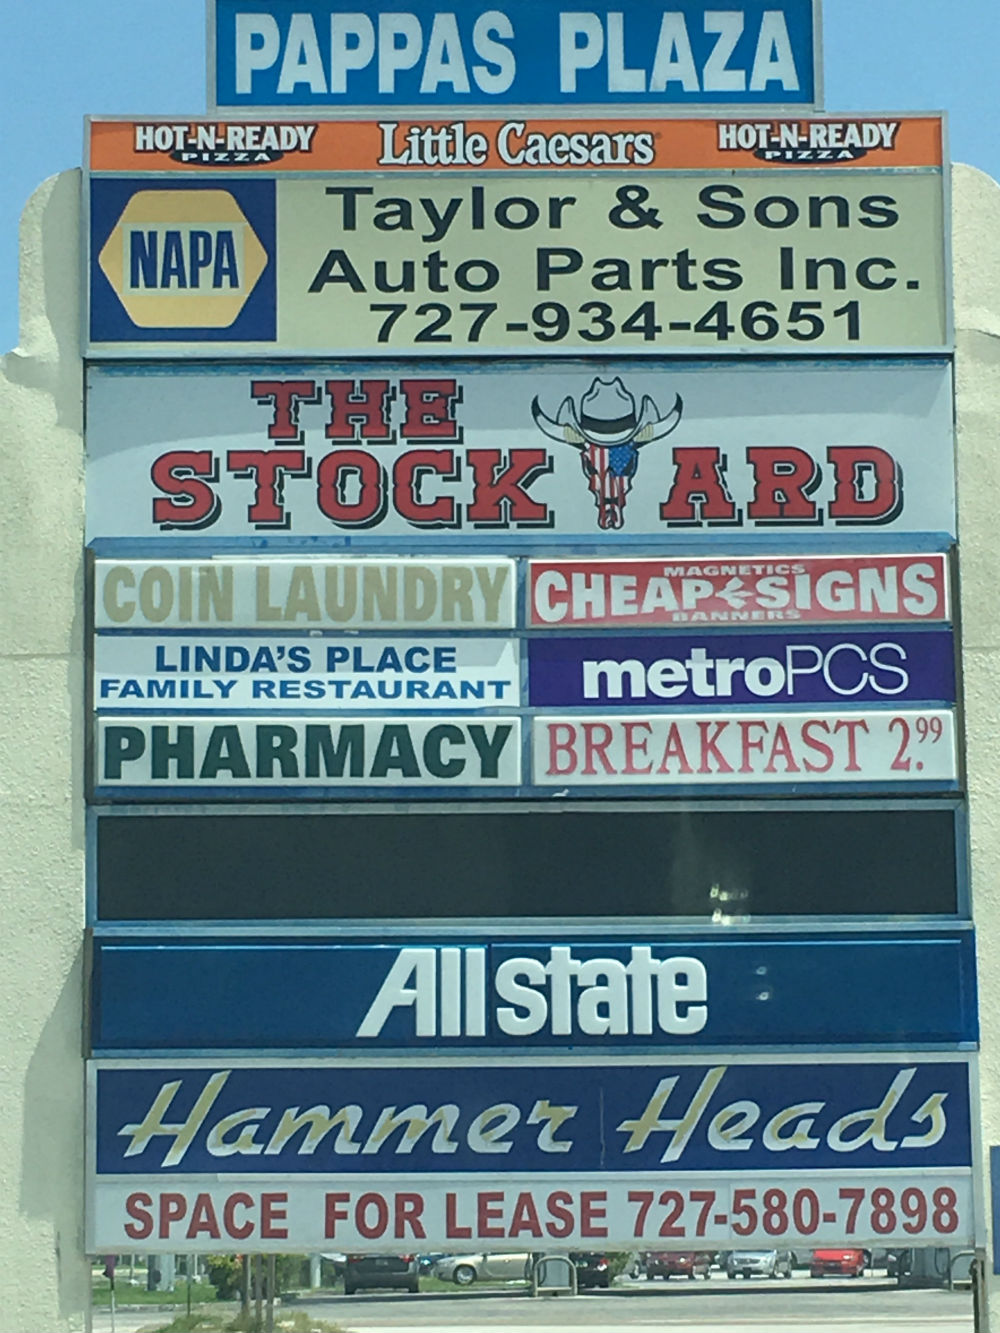 PAPPAS PLAZA
HOT-N-READY
PIZZA
Little Caesars
HOT-N-READY
PIZZA
NAPA
Taylor & Sons
Auto Parts Inc.
727-934-4651
THE
STOCK ARD
COIN LAUNDRY
MAGNETICS
CHEAP SIGNS
BANNERS
LINDA'S PLACE
FAMILY RESTAURANT
metroPCS
PHARMACY
BREAKFAST 2.99
Allstate
Hammer Heads
SPACE FOR LEASE 727-580-7898